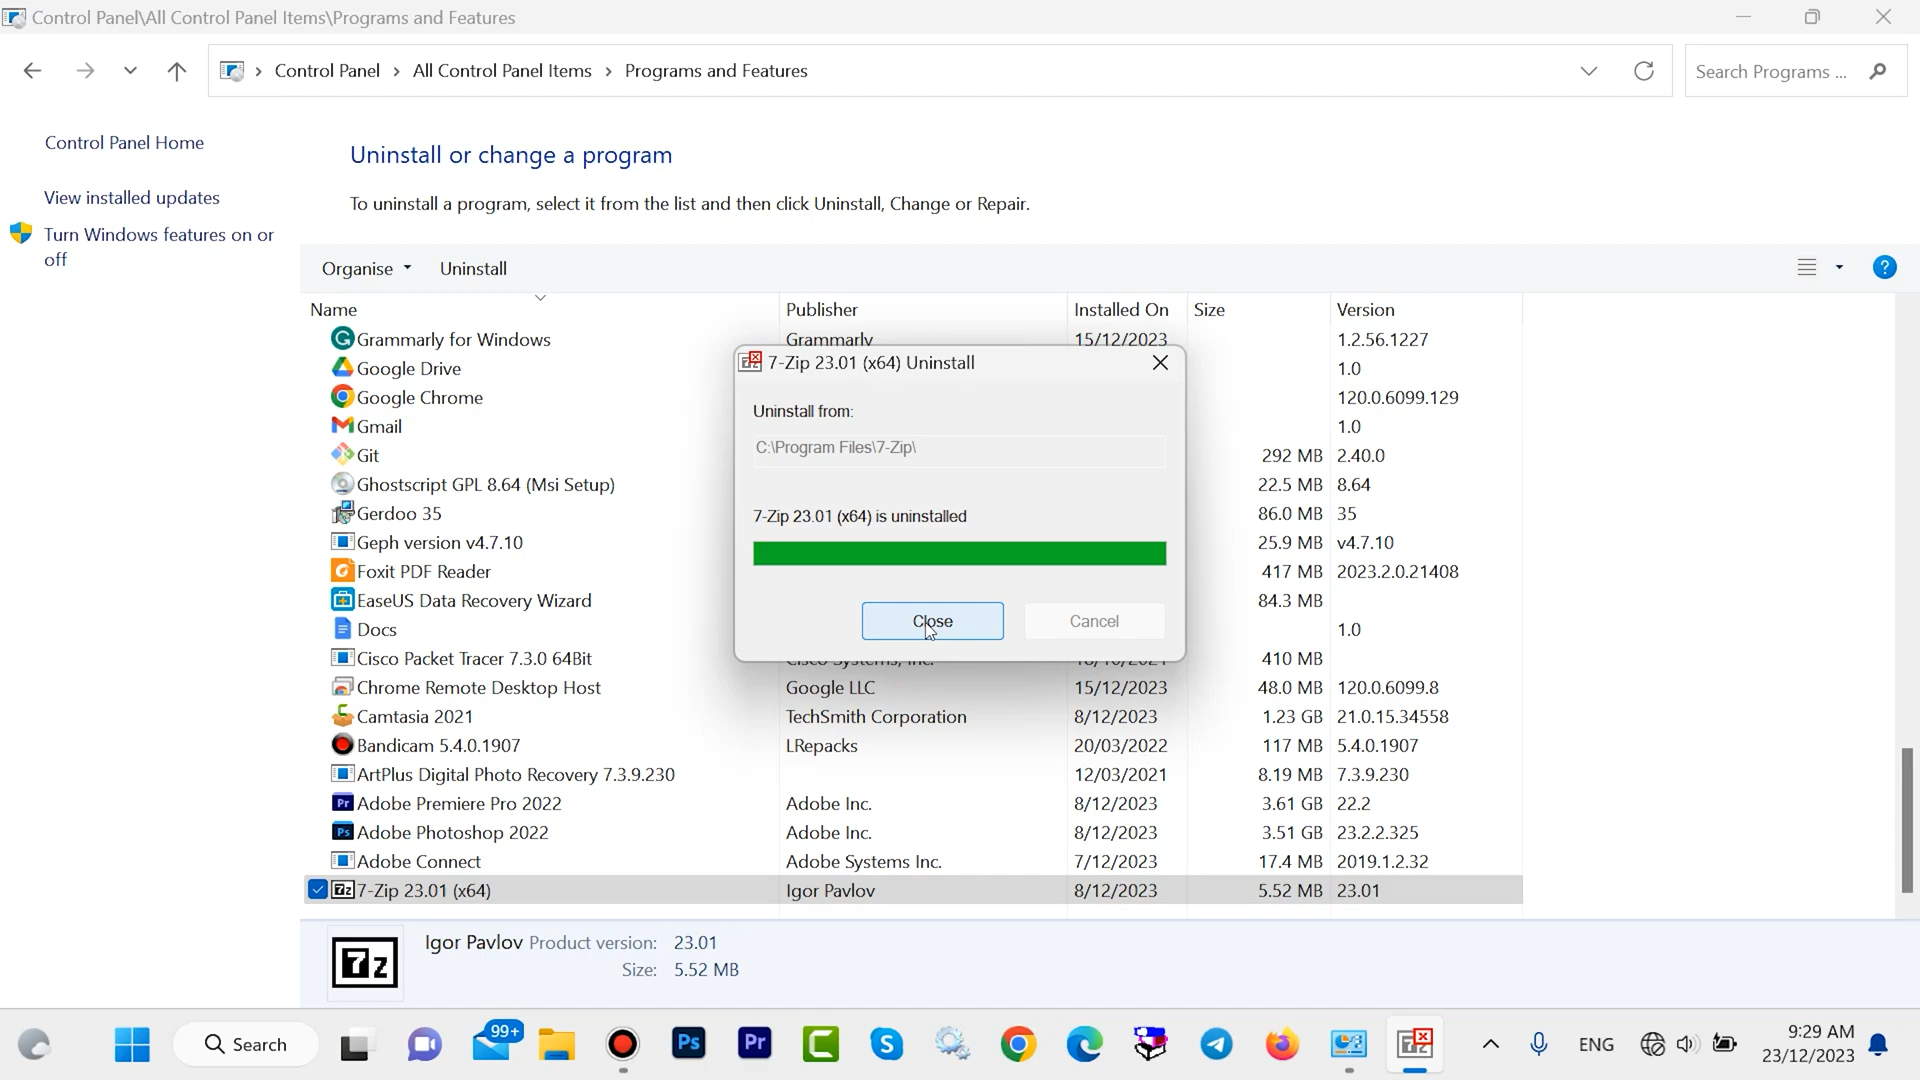 Control Panel\All Control Panel Items\Programs and Features
Control Panel > All Control Panel Items > Programs and Features
Search Programs ...
Control Panel Home
View installed updates
Turn Windows features on or
off
Uninstall or change a program
To uninstall a program, select it from the list and then click Uninstall, Change or Repair.
Organise Uninstall
Name Publisher Installed On Size Version
Grammarly for Windows Grammarly 15/12/2023 1.2.56.1227
Google Drive 1.0
Google Chrome 120.0.6099.129
Gmail 1.0
Git 292 MB 2.40.0
Ghostscript GPL 8.64 (Msi Setup) 22.5 MB 8.64
Gerdoo 35 86.0 MB 35
Geph version v4.7.10 25.9 MB v4.7.10
Foxit PDF Reader 417 MB 2023.2.0.21408
EaseUS Data Recovery Wizard 84.3 MB
Docs 1.0
Cisco Packet Tracer 7.3.0 64Bit Cisco Systems, Inc. 410 MB
Chrome Remote Desktop Host Google LLC 15/12/2023 48.0 MB 120.0.6099.8
Camtasia 2021 TechSmith Corporation 8/12/2023 1.23 GB 21.0.15.34558
Bandicam 5.4.0.1907 LRepacks 20/03/2022 117 MB 5.4.0.1907
ArtPlus Digital Photo Recovery 7.3.9.230 12/03/2021 8.19 MB 7.3.9.230
Adobe Premiere Pro 2022 Adobe Inc. 8/12/2023 3.61 GB 22.2
Adobe Photoshop 2022 Adobe Inc. 8/12/2023 3.51 GB 23.2.2.325
Adobe Connect Adobe Systems Inc. 7/12/2023 17.4 MB 2019.1.2.32
7-Zip 23.01 (x64) Igor Pavlov 8/12/2023 5.52 MB 23.01
7-Zip 23.01 (x64) Uninstall
Uninstall from:
C:\Program Files\7-Zip\
7-Zip 23.01 (x64) is uninstalled
Close Cancel
7z
Igor Pavlov Product version: 23.01
Size: 5.52 MB
Search
99+
Ps
Pr
ENG
9:29 AM
23/12/2023